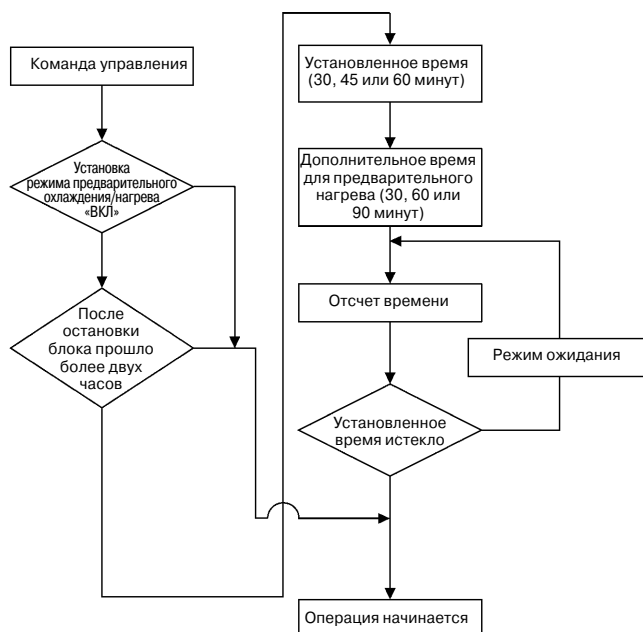 Команда управления
Установка
режима предварительного
охлаждения/нагрева
«ВКЛ»
После
остановки
блока прошло
более двух
часов
Установленное время
(30, 45 или 60 минут)
Дополнительное время
для предварительного
нагрева (30, 60 или
90 минут)
Отсчет времени
Режим ожидания
Установленное
время истекло
Операция начинается